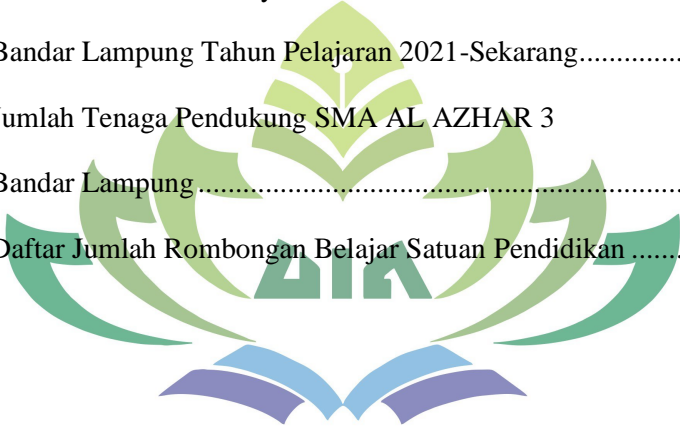 Bandar Lampung Tahun Pelajaran 2021-Sekarang...............
Jumlah Tenaga Pendukung SMA AL AZHAR 3
Bandar Lampung......................................................................
Daftar Jumlah Rombongan Belajar Satuan Pendidikan .......